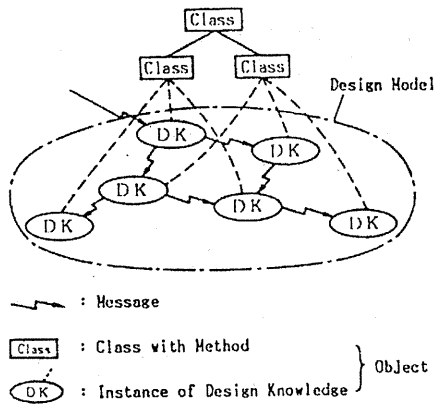 Class
Class Class
Design Model
DK
DK
DK
DK
DK
DK
: Message
Class : Class with Method
Object
DK : Instance of Design Knowledge